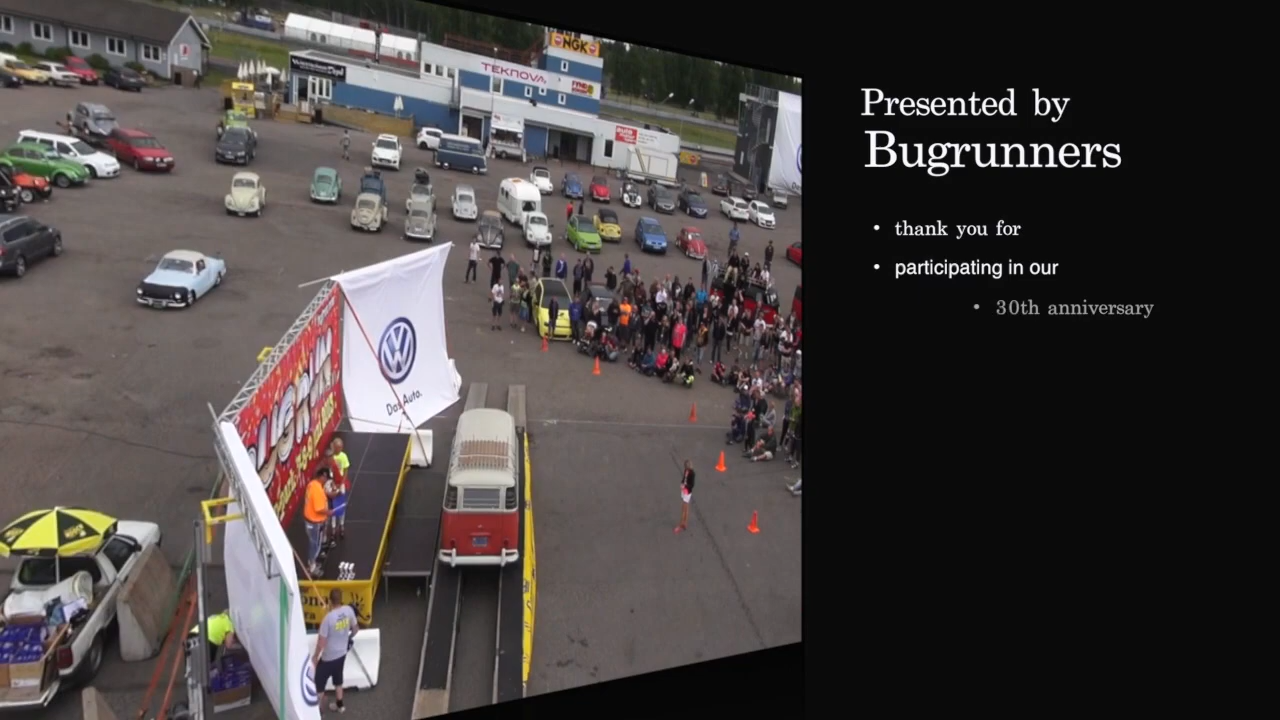 Presented by
Bugrunners
• thank you for
• participating in our
• 30th anniversary
NGK
TEKNOVA
Das Auto.